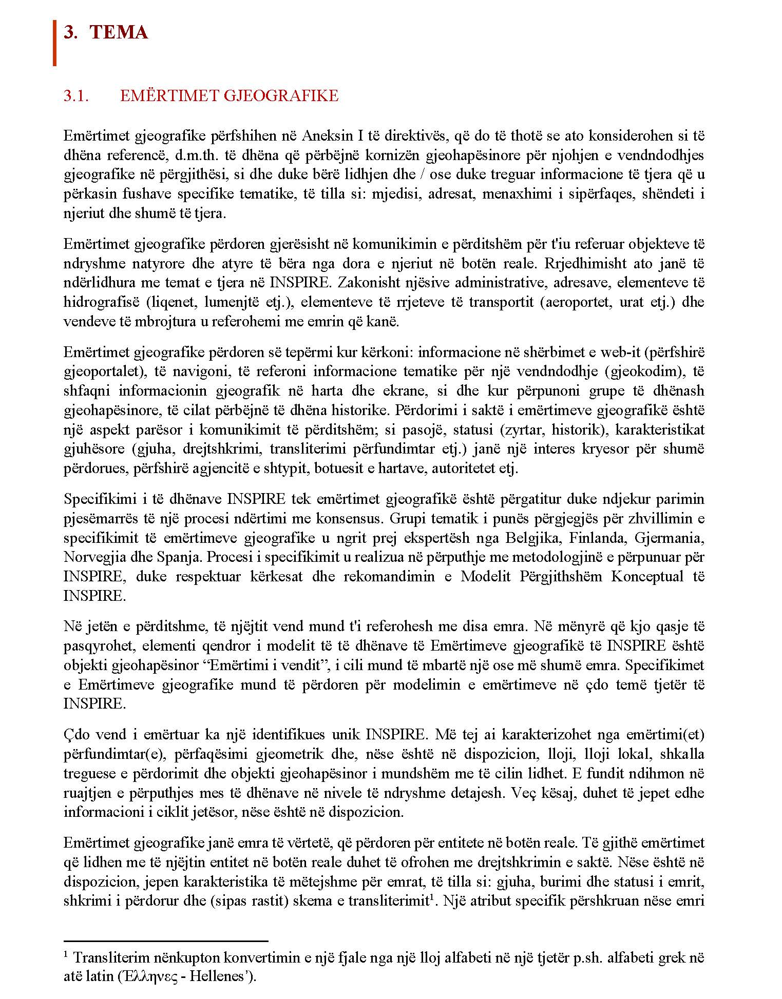 3. TEMA
3.1. EMËRTIMET GJEOGRAFIKE
Emërtimet gjeografike përfshihen në Aneksin I të direktivës, që do të thotë se ato konsiderohen si të
dhëna referencë, d.m.th. të dhëna që përbëjnë kornizën gjeohapësinore për njohjen e vendndodhjes
gjeografike në përgjithësi, si dhe duke bërë lidhjen dhe / ose duke treguar informacione të tjera që u
përkasin fushave specifike tematike, të tilla si: mjedisi, adresat, menaxhimi i sipërfaqes, shëndeti i
njeriut dhe shumë të tjera.
Emërtimet gjeografike përdoren gjerësisht në komunikimin e përditshëm për t'iu referuar objekteve të
ndryshme natyrore dhe atyre të bëra nga dora e njeriut në botën reale. Rrjedhimisht ato janë të
ndërlidhura me temat e tjera në INSPIRE. Zakonisht njësive administrative, adresave, elementeve të
hidrografisë (liqenet, lumenjtë etj.), elementeve të rrjeteve të transportit (aeroportet, urat etj.) dhe
vendeve të mbrojtura u referohemi me emrin që kanë.
Emërtimet gjeografike përdoren së tepërmi kur kërkoni: informacione në shërbimet e web-it (përfshirë
gjeoportalet), të navigoni, të referoni informacione tematike për një vendndodhje (gjeokodim), të
shfaqni informacionin gjeografik në harta dhe ekrane, si dhe kur përpunoni grupe të dhënash
gjeohapësinore, të cilat përbëjnë të dhëna historike. Përdorimi i saktë i emërtimeve gjeografikë është
një aspekt parësor i komunikimit të përditshëm; si pasojë, statusi (zyrtar, historik), karakteristikat
gjuhësore (gjuha, drejtshkrimi, transliterimi përfundimtar etj.) janë një interes kryesor për shumë
përdorues, përfshirë agjencitë e shtypit, botuesit e hartave, autoritetet etj.
Specifikimi i të dhënave INSPIRE tek emërtimet gjeografikë është përgatitur duke ndjekur parimin
pjesëmarrës të një procesi ndërtimi me konsensus. Grupi tematik i punës përgjegjës për zhvillimin e
specifikimit të emërtimeve gjeografike u ngrit prej ekspertësh nga Belgjika, Finlanda, Gjermania,
Norvegjia dhe Spanja. Procesi i specifikimit u realizua në përputhje me metodologjinë e përpunuar për
INSPIRE, duke respektuar kërkesat dhe rekomandimin e Modelit Përgjithshëm Konceptual të
INSPIRE.
Në jetën e përditshme, të njëjtit vend mund t'i referohesh me disa emra. Në mënyrë që kjo qasje të
pasqyrohet, elementi qendror i modelit të të dhënave të Emërtimeve gjeografikë të INSPIRE është
objekti gjeohapësinor “Emërtimi i vendit”, i cili mund të mbartë një ose më shumë emra. Specifikimet
e Emërtimeve gjeografike mund të përdoren për modelimin e emërtimeve në çdo temë tjetër të
INSPIRE.
Çdo vend i emërtuar ka një identifikues unik INSPIRE. Më tej ai karakterizohet nga emërtimi(et)
përfundimtar(e), përfaqësimi gjeometrik dhe, nëse është në dispozicion, lloji, lloji lokal, shkalla
treguese e përdorimit dhe objekti gjeohapësinor i mundshëm me të cilin lidhet. E fundit ndihmon në
ruajtjen e përputhjes mes të dhënave në nivele të ndryshme detajesh. Veç kësaj, duhet të jepet edhe
informacioni i ciklit jetësor, nëse është në dispozicion.
Emërtimet gjeografike janë emra të vërtetë, që përdoren për entitete në botën reale. Të gjithë emërtimet
që lidhen me të njëjtin entitet në botën reale duhet të ofrohen me drejtshkrimin e saktë. Nëse është në
dispozicion, jepen karakteristika të mëtejshme për emrat, të tilla si: gjuha, burimi dhe statusi i emrit,
shkrimi i përdorur dhe (sipas rastit) skema e transliterimit¹. Një atribut specifik përshkruan nëse emri
¹ Transliterim nënkupton konvertimin e një fjale nga një lloj alfabeti në një tjetër p.sh. alfabeti grek në
atë latin (Έλληνες - Hellenes’).